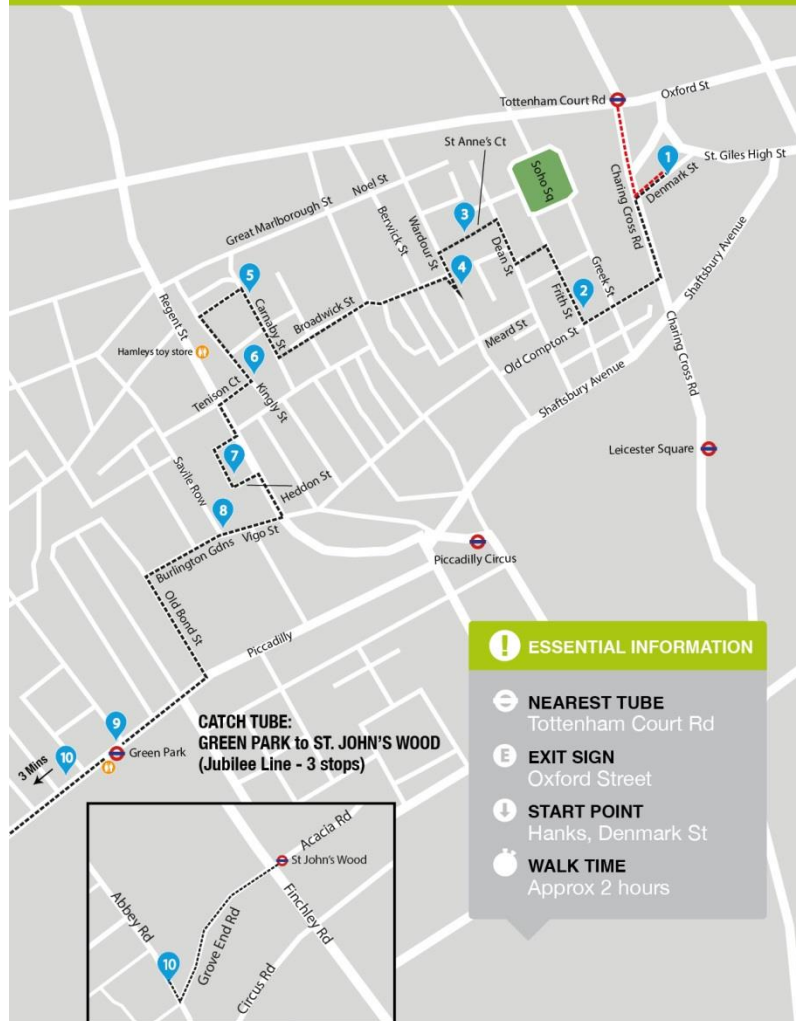 Tottenham Court Rd
Oxford St
St Anne's Ct
1
St. Giles High St
Denmark St
Soho Sq
Noel St
Great Marlborough St
Berwick St
Wardour St
3
Charing Cross Rd
Dean St
Greek St
Shaftsbury Avenue
4
5
2
Frith St
Carnaby St
Broadwick St
Regent St
Meard St
Old Compton St
Hamleys toy store
6
Shaftsbury Avenue
Charing Cross Rd
Tenison Ct
Kingly St
Leicester Square
7
Savile Row
Heddon St
8
Vigo St
Burlington Gdns
Piccadilly Circus
Old Bond St
Piccadilly
! ESSENTIAL INFORMATION
NEAREST TUBE
Tottenham Court Rd
E EXIT SIGN
Oxford Street
START POINT
Hanks, Denmark St
WALK TIME
Approx 2 hours
9
CATCH TUBE:
GREEN PARK to ST. JOHN'S WOOD
(Jubilee Line - 3 stops)
Green Park
10
3 Mins
Acacia Rd
St John's Wood
Abbey Rd
Finchley Rd
Grove End Rd
10
Circus Rd